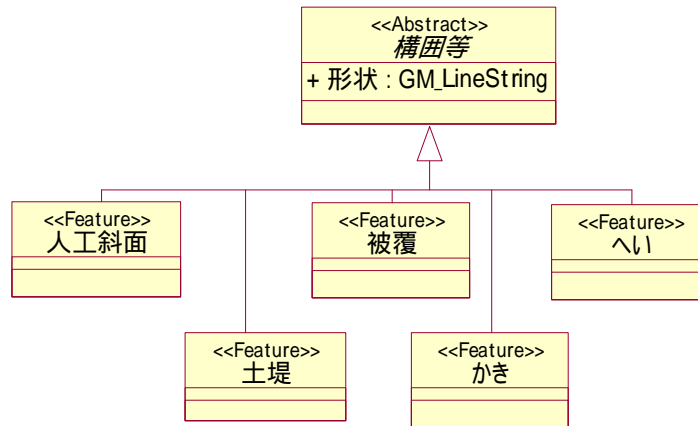 <<Abstract>>
構囲等
+ 形状 : GM_LineString
<<Feature>>
人工斜面
<<Feature>>
被覆
<<Feature>>
へい
<<Feature>>
土堤
<<Feature>>
かき